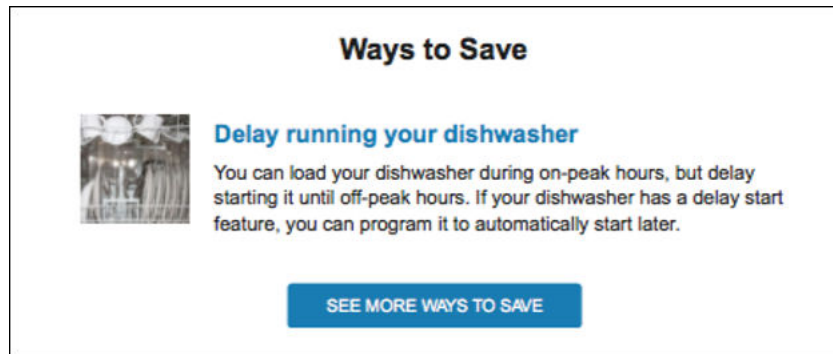 Ways to Save
Delay running your dishwasher
You can load your dishwasher during on-peak hours, but delay
starting it until off-peak hours. If your dishwasher has a delay start
feature, you can program it to automatically start later.
SEE MORE WAYS TO SAVE